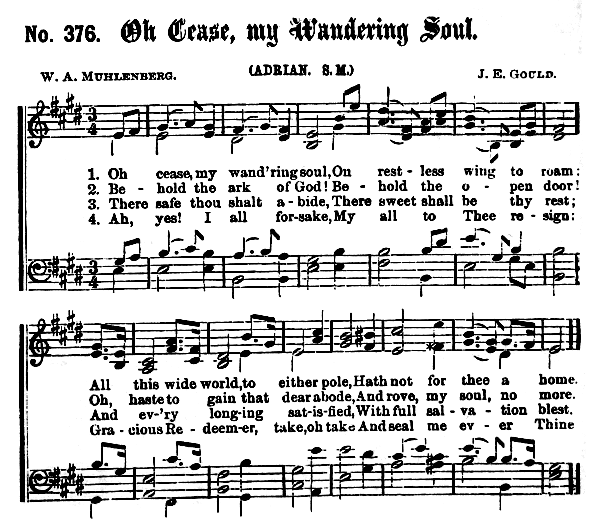 No. 376. Oh Cease, my Wandering Soul.
W. A. MUHLENBERG. (ADRIAN. S. M.) J. E. GOULD.
3/4
1. Oh cease, my wand'ring soul, On rest - less wing to roam;
2. Be - hold the ark of God! Be - hold the o - pen door!
3. There safe thou shalt a - bide, There sweet shall be thy rest;
4. Ah, yes! I all for-sake, My all to Thee re - sign:
3/4
All this wide world, to either pole, Hath not for thee a home.
Oh, haste to gain that dear abode, And rove, my soul, no more.
And ev-'ry long-ing sat-is-fied, With full sal - va - tion blest.
Gra-cious Re - deem-er, take, oh take And seal me ev - er Thine